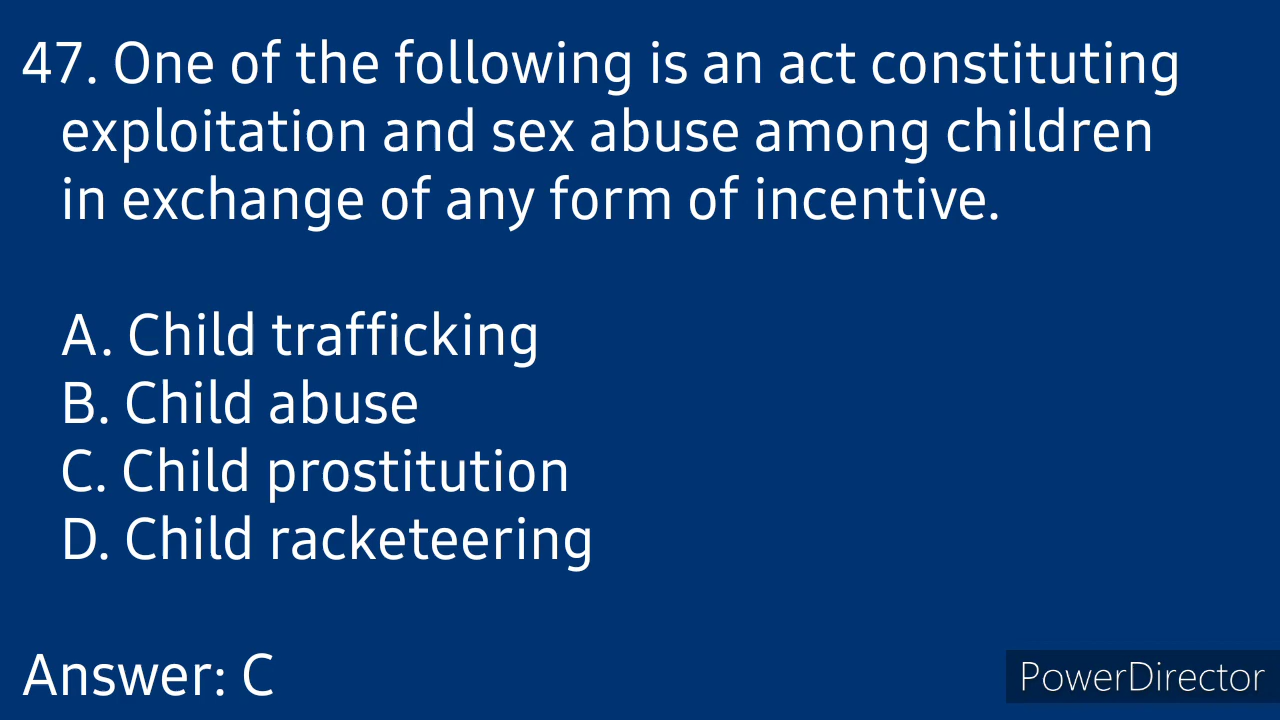 47. One of the following is an act constituting
exploitation and sex abuse among children
in exchange of any form of incentive.
A. Child trafficking
B. Child abuse
C. Child prostitution
D. Child racketeering
Answer: C
PowerDirector